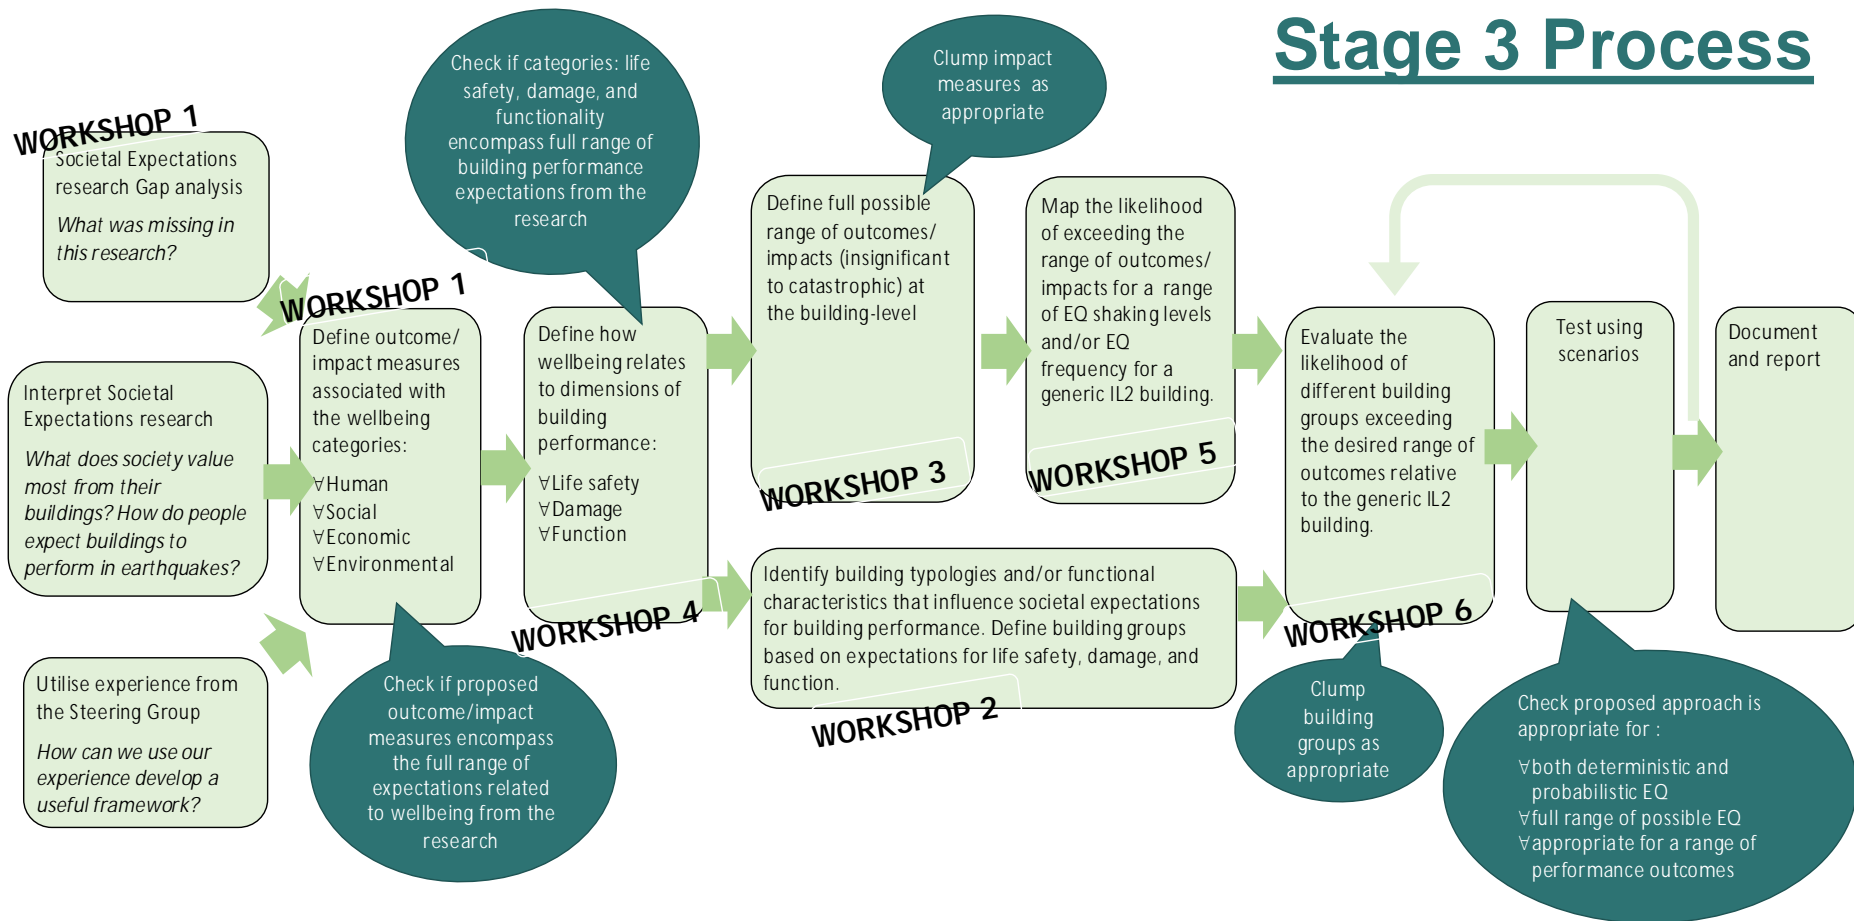 Stage 3 Process
WORKSHOP 1
Societal Expectations
research Gap analysis
What was missing in
this research?
Interpret Societal
Expectations research
What does society value
most from their
buildings? How do people
expect buildings to
perform in earthquakes?
Utilise experience from
the Steering Group
How can we use our
experience develop a
useful framework?
WORKSHOP 1
Define outcome/
impact measures
associated with
the wellbeing
categories:
∀Human
∀Social
∀Economic
∀Environmental
Check if proposed
outcome/impact
measures encompass
the full range of
expectations related
to wellbeing from the
research
Check if categories: life
safety, damage, and
functionality
encompass full range of
building performance
expectations from the
research
Define how
wellbeing relates
to dimensions of
building
performance:
∀Life safety
∀Damage
∀Function
WORKSHOP 4
Clump impact
measures as
appropriate
Define full possible
range of outcomes/
impacts (insignificant
to catastrophic) at
the building-level
WORKSHOP 3
Map the likelihood
of exceeding the
range of outcomes/
impacts for a range
of EQ shaking levels
and/or EQ
frequency for a
generic IL2 building.
WORKSHOP 5
Identify building typologies and/or functional
characteristics that influence societal expectations
for building performance. Define building groups
based on expectations for life safety, damage, and
function.
WORKSHOP 2
Evaluate the
likelihood of
different building
groups exceeding
the desired range of
outcomes relative
to the generic IL2
building.
WORKSHOP 6
Clump
building
groups as
appropriate
Test using
scenarios
Check proposed approach is
appropriate for :
∀both deterministic and
probabilistic EQ
∀full range of possible EQ
∀appropriate for a range of
performance outcomes
Document
and report